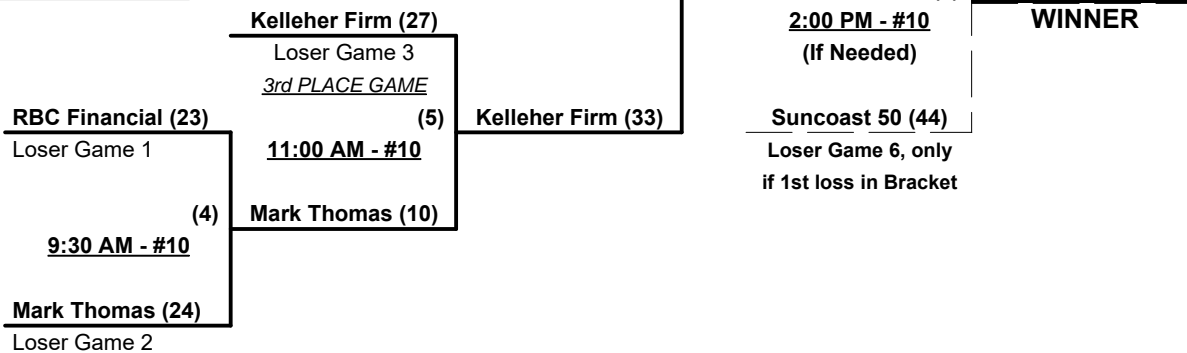 Kelleher Firm (27)
2:00 PM - #10
WINNER
Loser Game 3
(If Needed)
3rd PLACE GAME
RBC Financial (23)
(5)
Kelleher Firm (33)
Suncoast 50 (44)
Loser Game 1
11:00 AM - #10
Loser Game 6, only
if 1st loss in Bracket
(4)
Mark Thomas (10)
9:30 AM - #10
Mark Thomas (24)
Loser Game 2